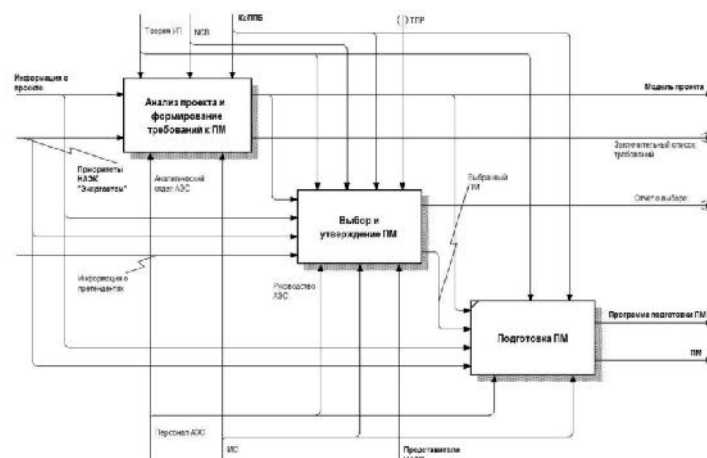 КсППБ
Теория УП
NCB
ТПР
Информация о
проекте
Анализ проекта и
формирование
требований к ПМ
Модель проекта
Заключительный список
требований
Приоритеты
НАЭК
"Энергоатом"
Аналитический
отдел АЭС
Выбранный
ПМ
Выбор и
утверждение ПМ
Отчет о выборе
Информация о
претендентах
Руководство
АЭС
Подготовка ПМ
Программа подготовки ПМ
ПМ
Персонал АЭС
ИС
Представители